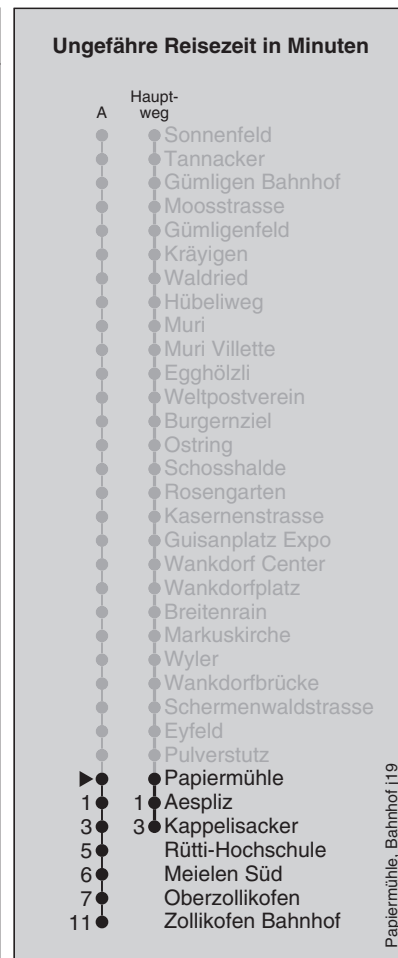 Ungefähre Reisezeit in Minuten
Haupt-
A weg
Sonnenfeld
Tannacker
Gümligen Bahnhof
Moosstrasse
Gümligenfeld
Kräyigen
Waldried
Hübeliweg
Muri
Muri Villette
Egghölzli
Weltpostverein
Burgernziel
Ostring
Schosshalde
Rosengarten
Kasernenstrasse
Guisanplatz Expo
Wankdorf Center
Wankdorfplatz
Breitenrain
Markuskirche
Wyler
Wankdorfbrücke
Schermenwaldstrasse
Eyfeld
Pulverstutz
Papiermühle
1 1 Aespliz
3 3 Kappelisacker
5 Rütti-Hochschule
6 Meielen Süd
7 Oberzollikofen
11 Zollikofen Bahnhof
Papiermühle, Bahnhof j19